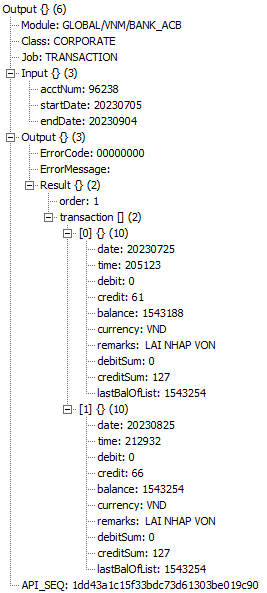 Output {} (6)
Module: GLOBAL/VNM/BANK_ACB
Class: CORPORATE
Job: TRANSACTION
Input {} (3)
acctNum: 96238
startDate: 20230705
endDate: 20230904
Output {} (3)
ErrorCode: 00000000
ErrorMessage:
Result {} (2)
order: 1
transaction [] (2)
[0] {} (10)
date: 20230725
time: 205123
debit: 0
credit: 61
balance: 1543188
currency: VND
remarks: LAI NHAP VON
debitSum: 0
creditSum: 127
lastBalOfList: 1543254
[1] {} (10)
date: 20230825
time: 212932
debit: 0
credit: 66
balance: 1543254
currency: VND
remarks: LAI NHAP VON
debitSum: 0
creditSum: 127
lastBalOfList: 1543254
API_SEQ: 1dd43a1c15f33bdc73d61303be019c90